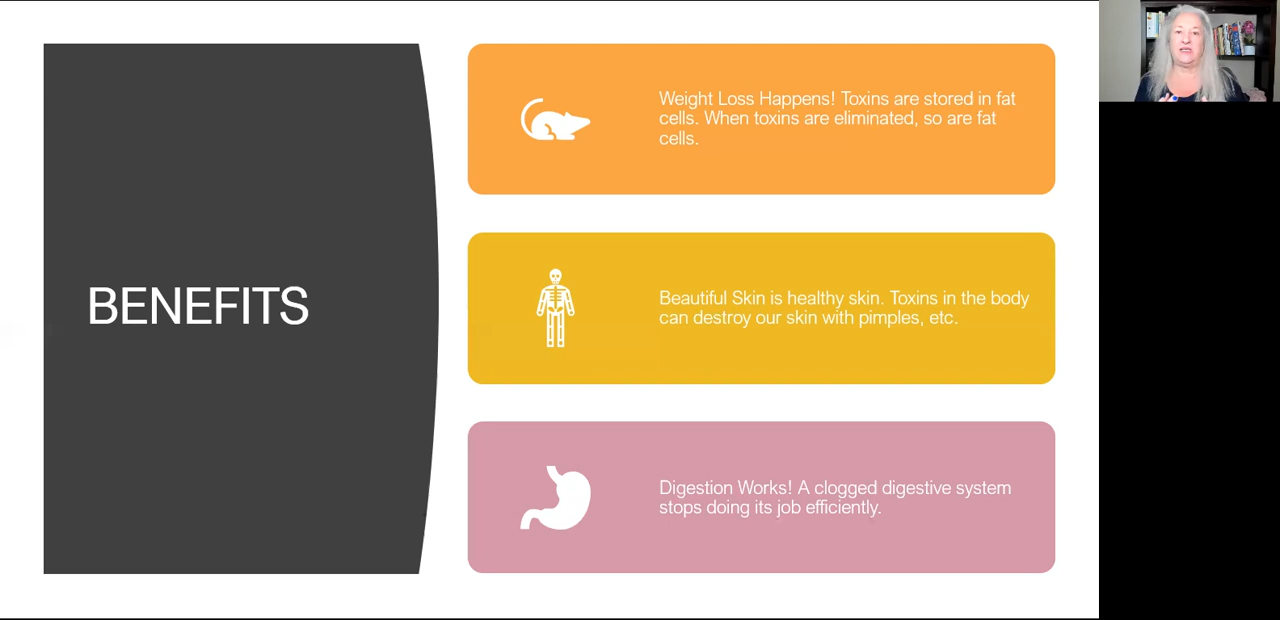 BENEFITS
Weight Loss Happens! Toxins are stored in fat
cells. When toxins are eliminated, so are fat
cells.
Beautiful Skin is healthy skin. Toxins in the body
can destroy our skin with pimples, etc.
Digestion Works! A clogged digestive system
stops doing its job efficiently.